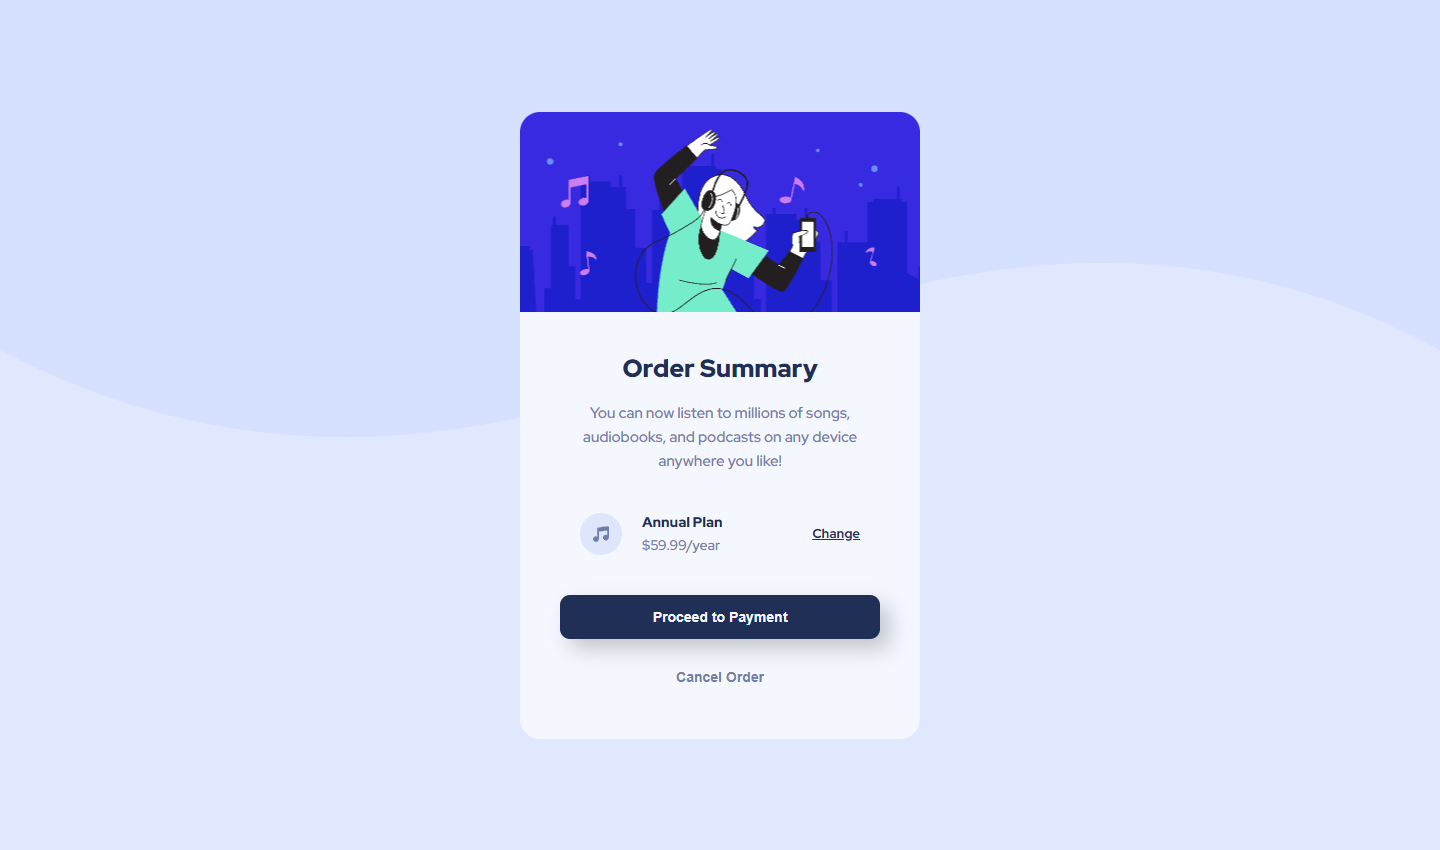 Order Summary
You can now listen to millions of songs,
audiobooks, and podcasts on any device
anywhere you like!
Annual Plan
$59.99/year
Change
Proceed to Payment
Cancel Order